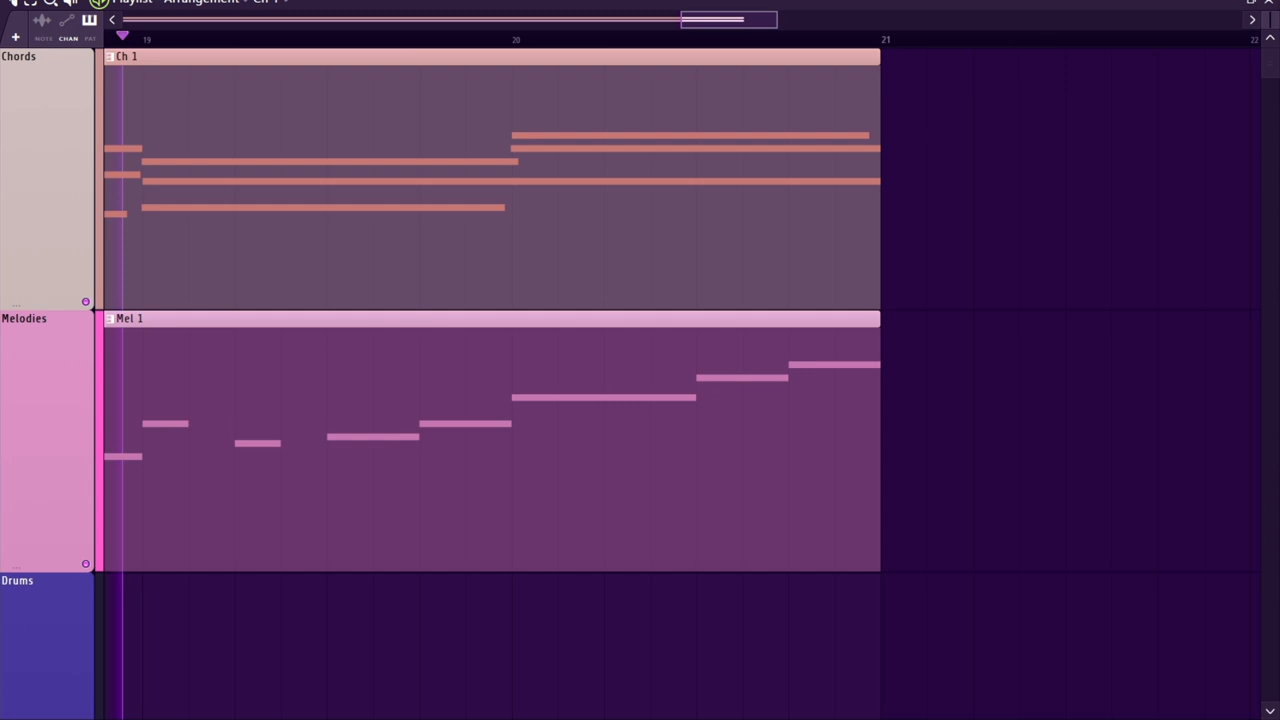 Playlist - Arrangement › Ch 1 ›
NOTE CHAN PAT
19 20 21 22
Chords
Ch 1
...
Melodies
Mel 1
...
Drums